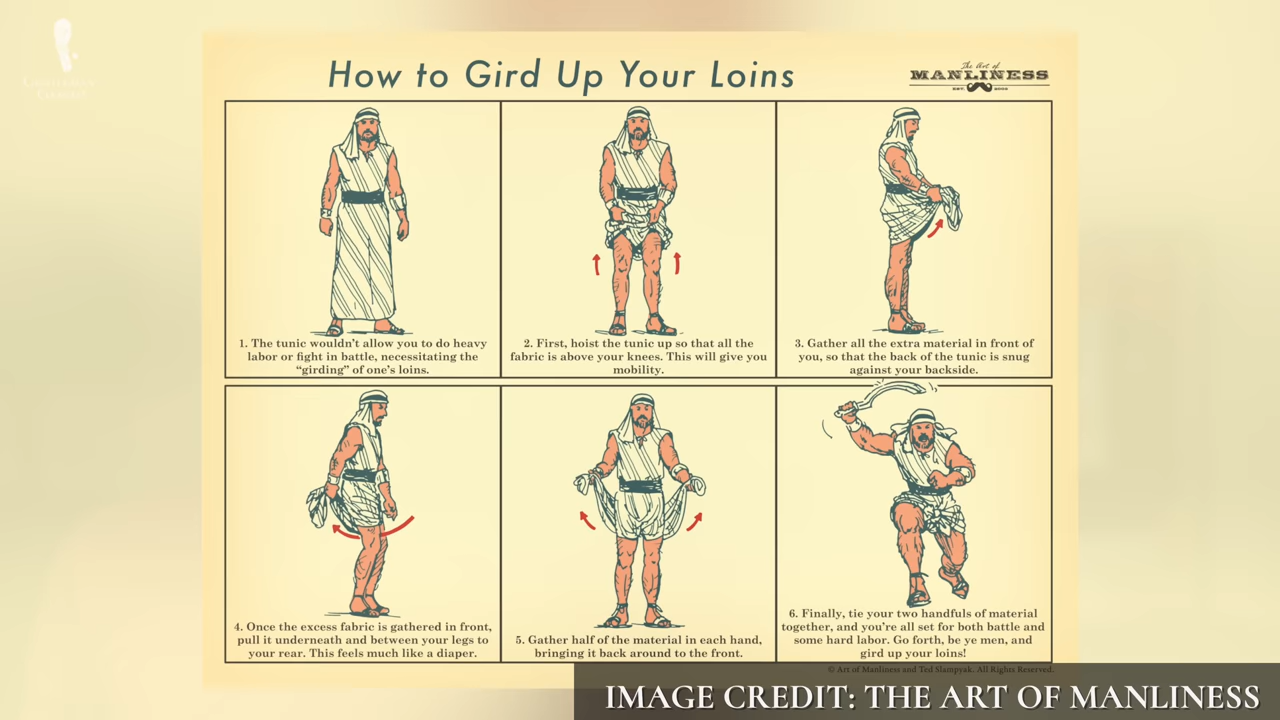 How to Gird Up Your Loins
The Art of
MANLINESS
EST. 2008
1. The tunic wouldn't allow you to do heavy
labor or fight in battle, necessitating the
“girding” of one's loins.
2. First, hoist the tunic up so that all the
fabric is above your knees. This will give you
mobility.
3. Gather all the extra material in front of
you, so that the back of the tunic is snug
against your backside.
4. Once the excess fabric is gathered in front,
pull it underneath and between your legs to
your rear. This feels much like a diaper.
5. Gather half of the material in each hand,
bringing it back around to the front.
6. Finally, tie your two handfuls of material
together, and you're all set for both battle and
some hard labor. Go forth, be ye men, and
gird up your loins!
© Art of Manliness and Ted Slampyak. All Rights Reserved.
IMAGE CREDIT: THE ART OF MANLINESS